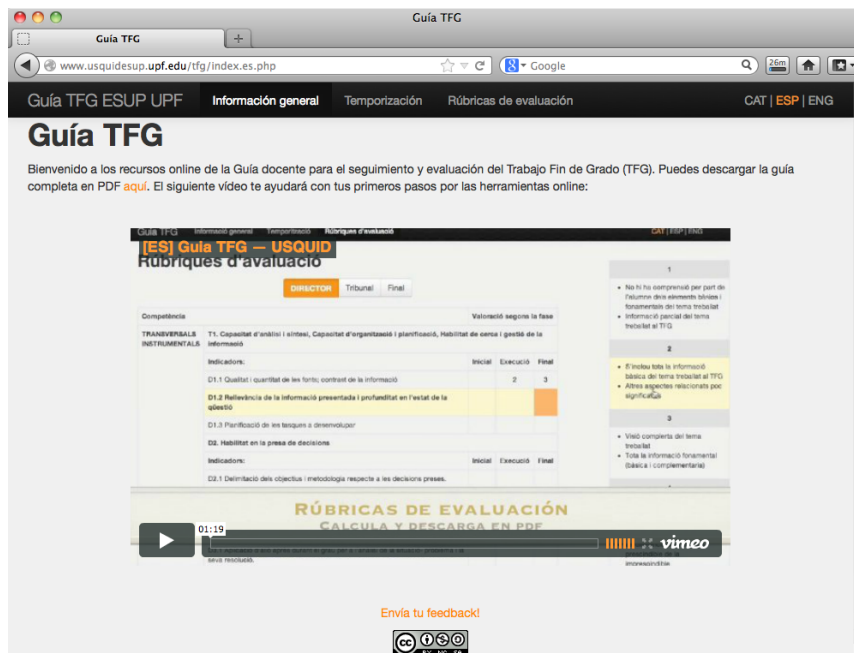 Guía TFG
Guía TFG
www.usquidesup.upf.edu/tfg/index.es.php
Google
26m
Guía TFG ESUP UPF Información general Temporización Rúbricas de evaluación CAT | ESP | ENG
Guía TFG
Bienvenido a los recursos online de la Guía docente para el seguimiento y evaluación del Trabajo Fin de Grado (TFG). Puedes descargar la guía
completa en PDF aquí. El siguiente vídeo te ayudará con tus primeros pasos por las herramientas online:
Guia TFG Informació general Temporització Rúbriques d'avaluació CAT | ESP | ENG
[ES] Guia TFG — USQUID
Rúbriques d'avaluació
DIRECTOR Tribunal Final
Competència Valoració segons la fase
TRANSVERSALS
INSTRUMENTALS
T1. Capacitat d'anàlisi i síntesi, Capacitat d'organització i planificació, Habilitat de cerca i gestió de la
informació
Indicadors: Inicial Execució Final
D1.1 Qualitat i quantitat de les fonts; contrast de la informació 2 3
D1.2 Rellevància de la informació presentada i profunditat en l'estat de la
qüestió
D1.3 Planificació de les tasques a desenvolupar
D2. Habilitat en la presa de decisions
Indicadors: Inicial Execució Final
D2.1 Delimitació dels objectius i metodologia respecte a les decisions preses.
1
• No hi ha comprensió per part de
l'alumne dels elements bàsics i
fonamentals del tema treballat
• Informació parcial del tema
treballat al TFG
2
• S'inclou tota la informació
bàsica del tema treballat al TFG
• Altres aspectes relacionats poc
significatius
3
• Visió completa del tema
treballat
• Tota la informació fonamental
(bàsica i complementària)
RÚBRICAS DE EVALUACIÓN
CALCULA Y DESCARGA EN PDF
01:19
vimeo
seva resolució.
imprescindible
Envía tu feedback!
cc
BY NC SA